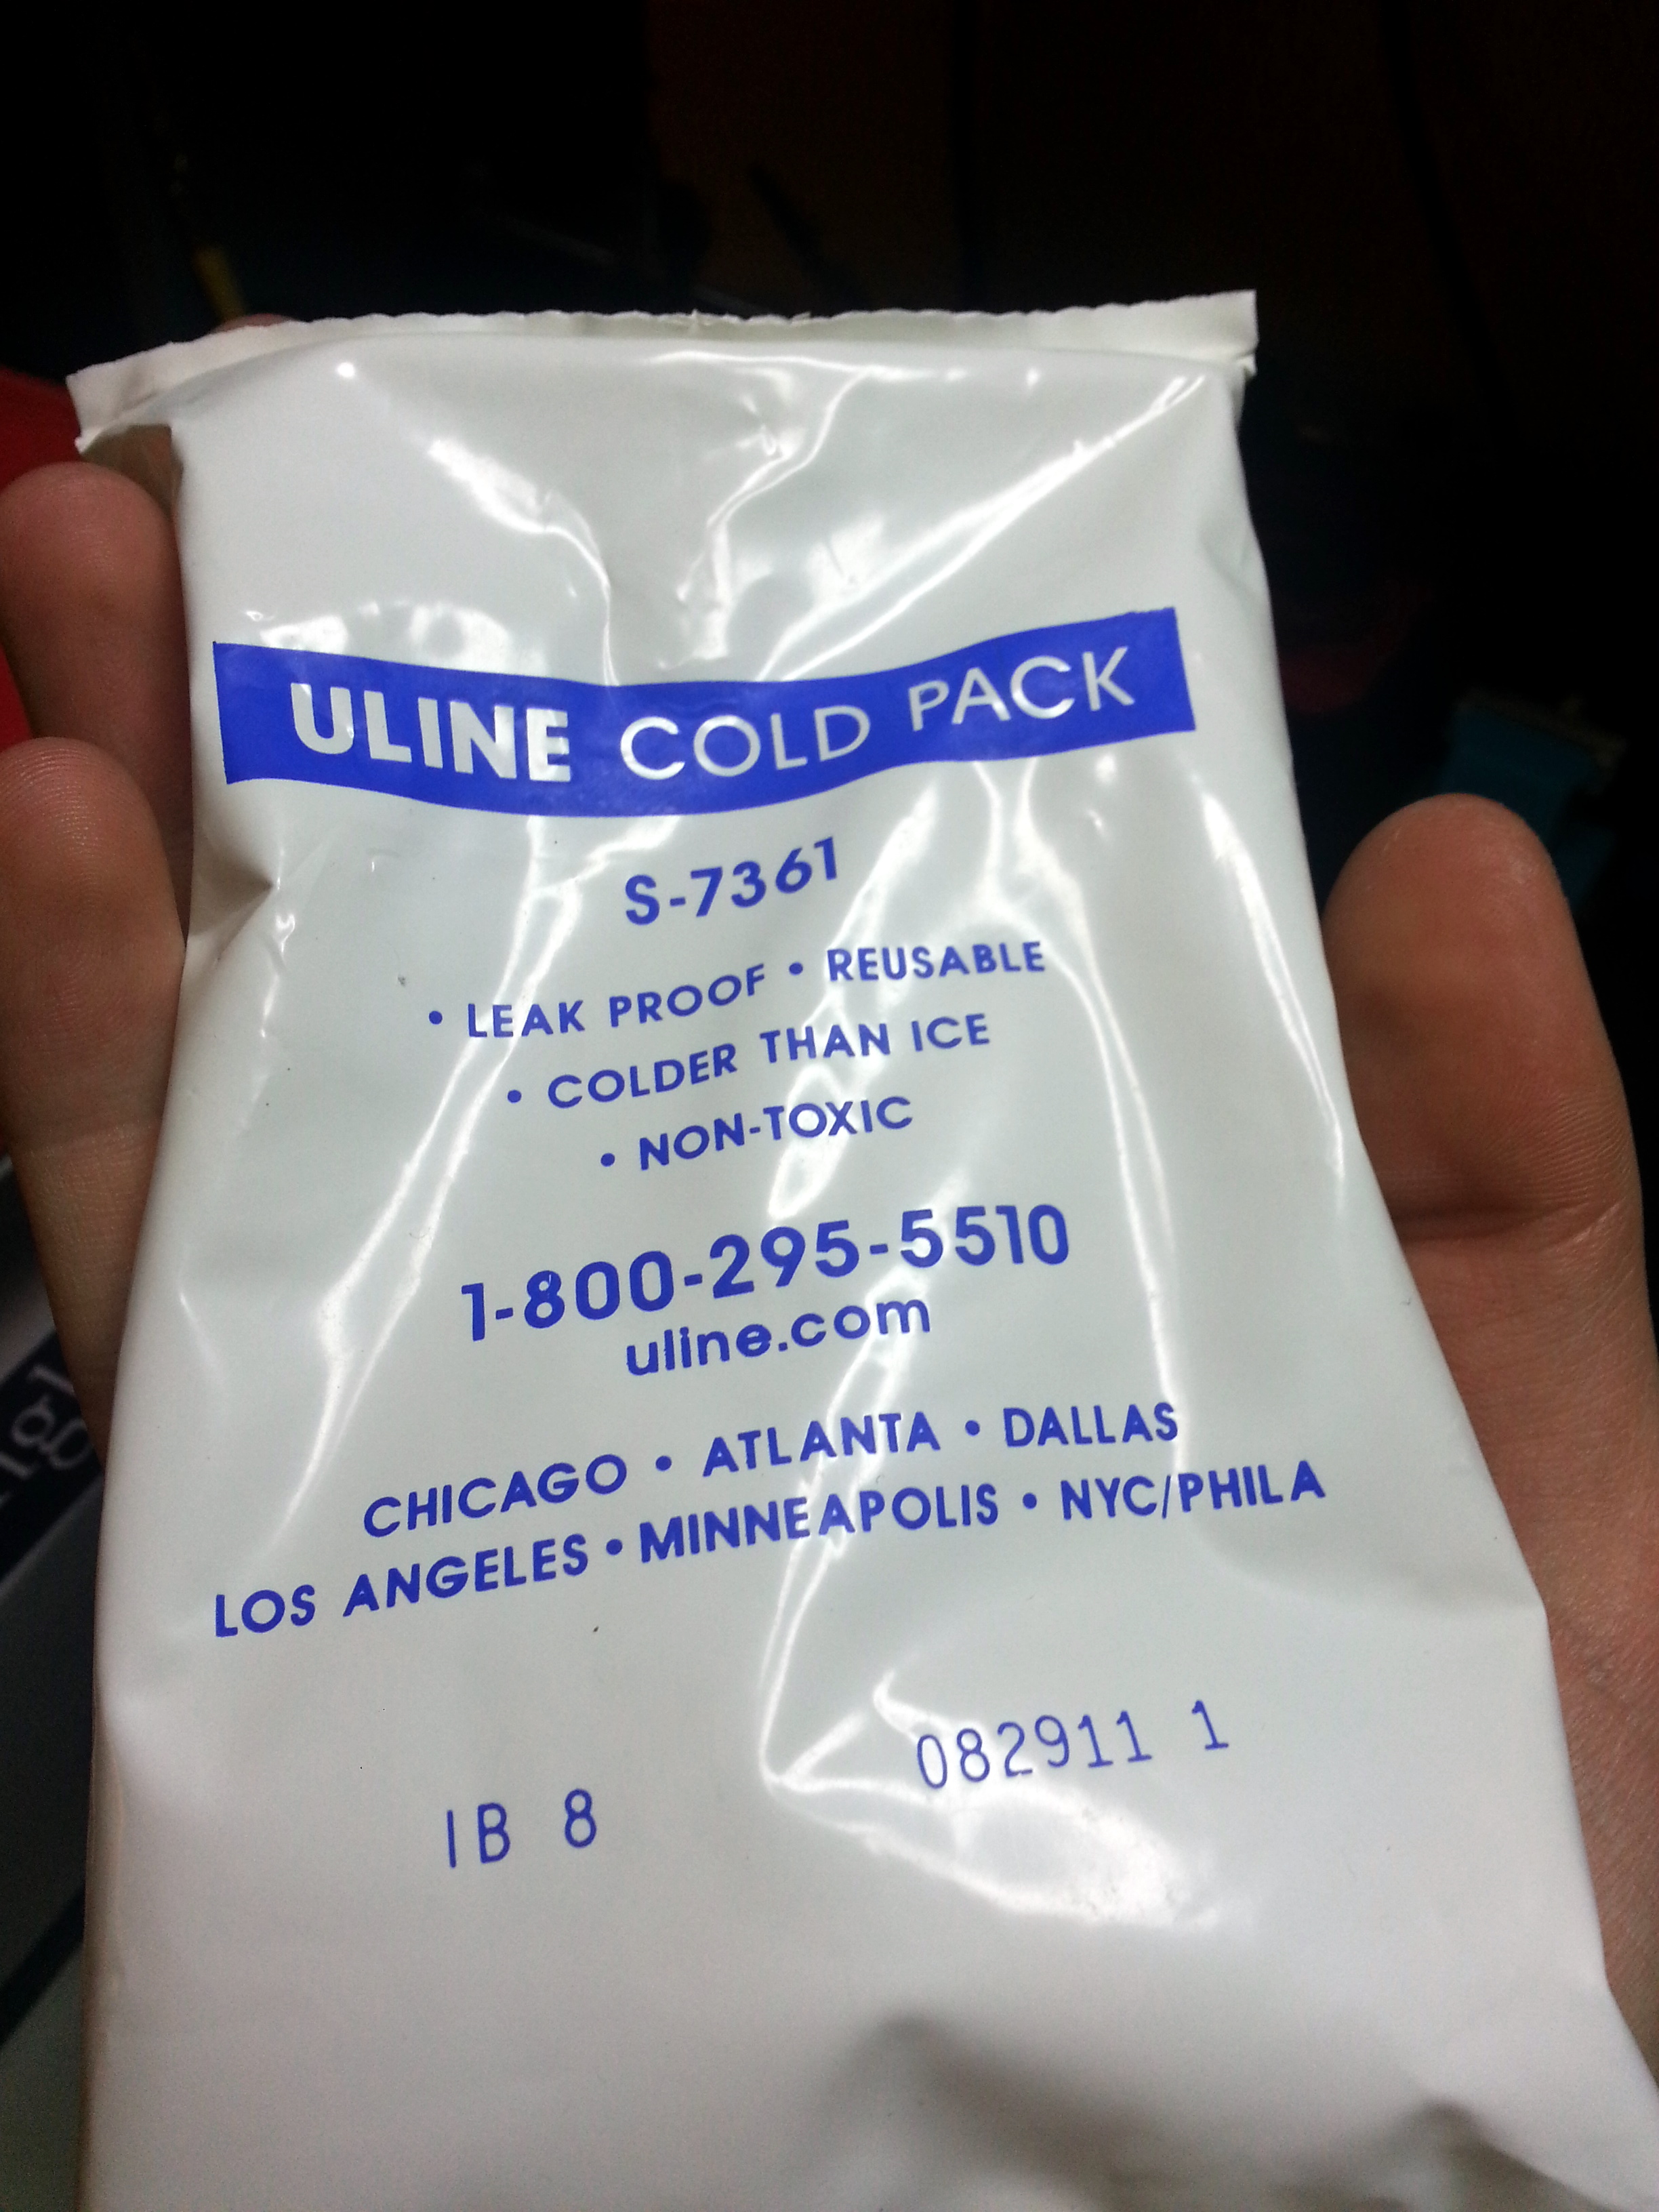 ULINE COLD PACK
S-7361
• LEAK PROOF • REUSABLE
• COLDER THAN ICE
• NON-TOXIC
1-800-295-5510
uline.com
CHICAGO • ATLANTA • DALLAS
LOS ANGELES • MINNEAPOLIS • NYC/PHILA
082911 1
IB 8